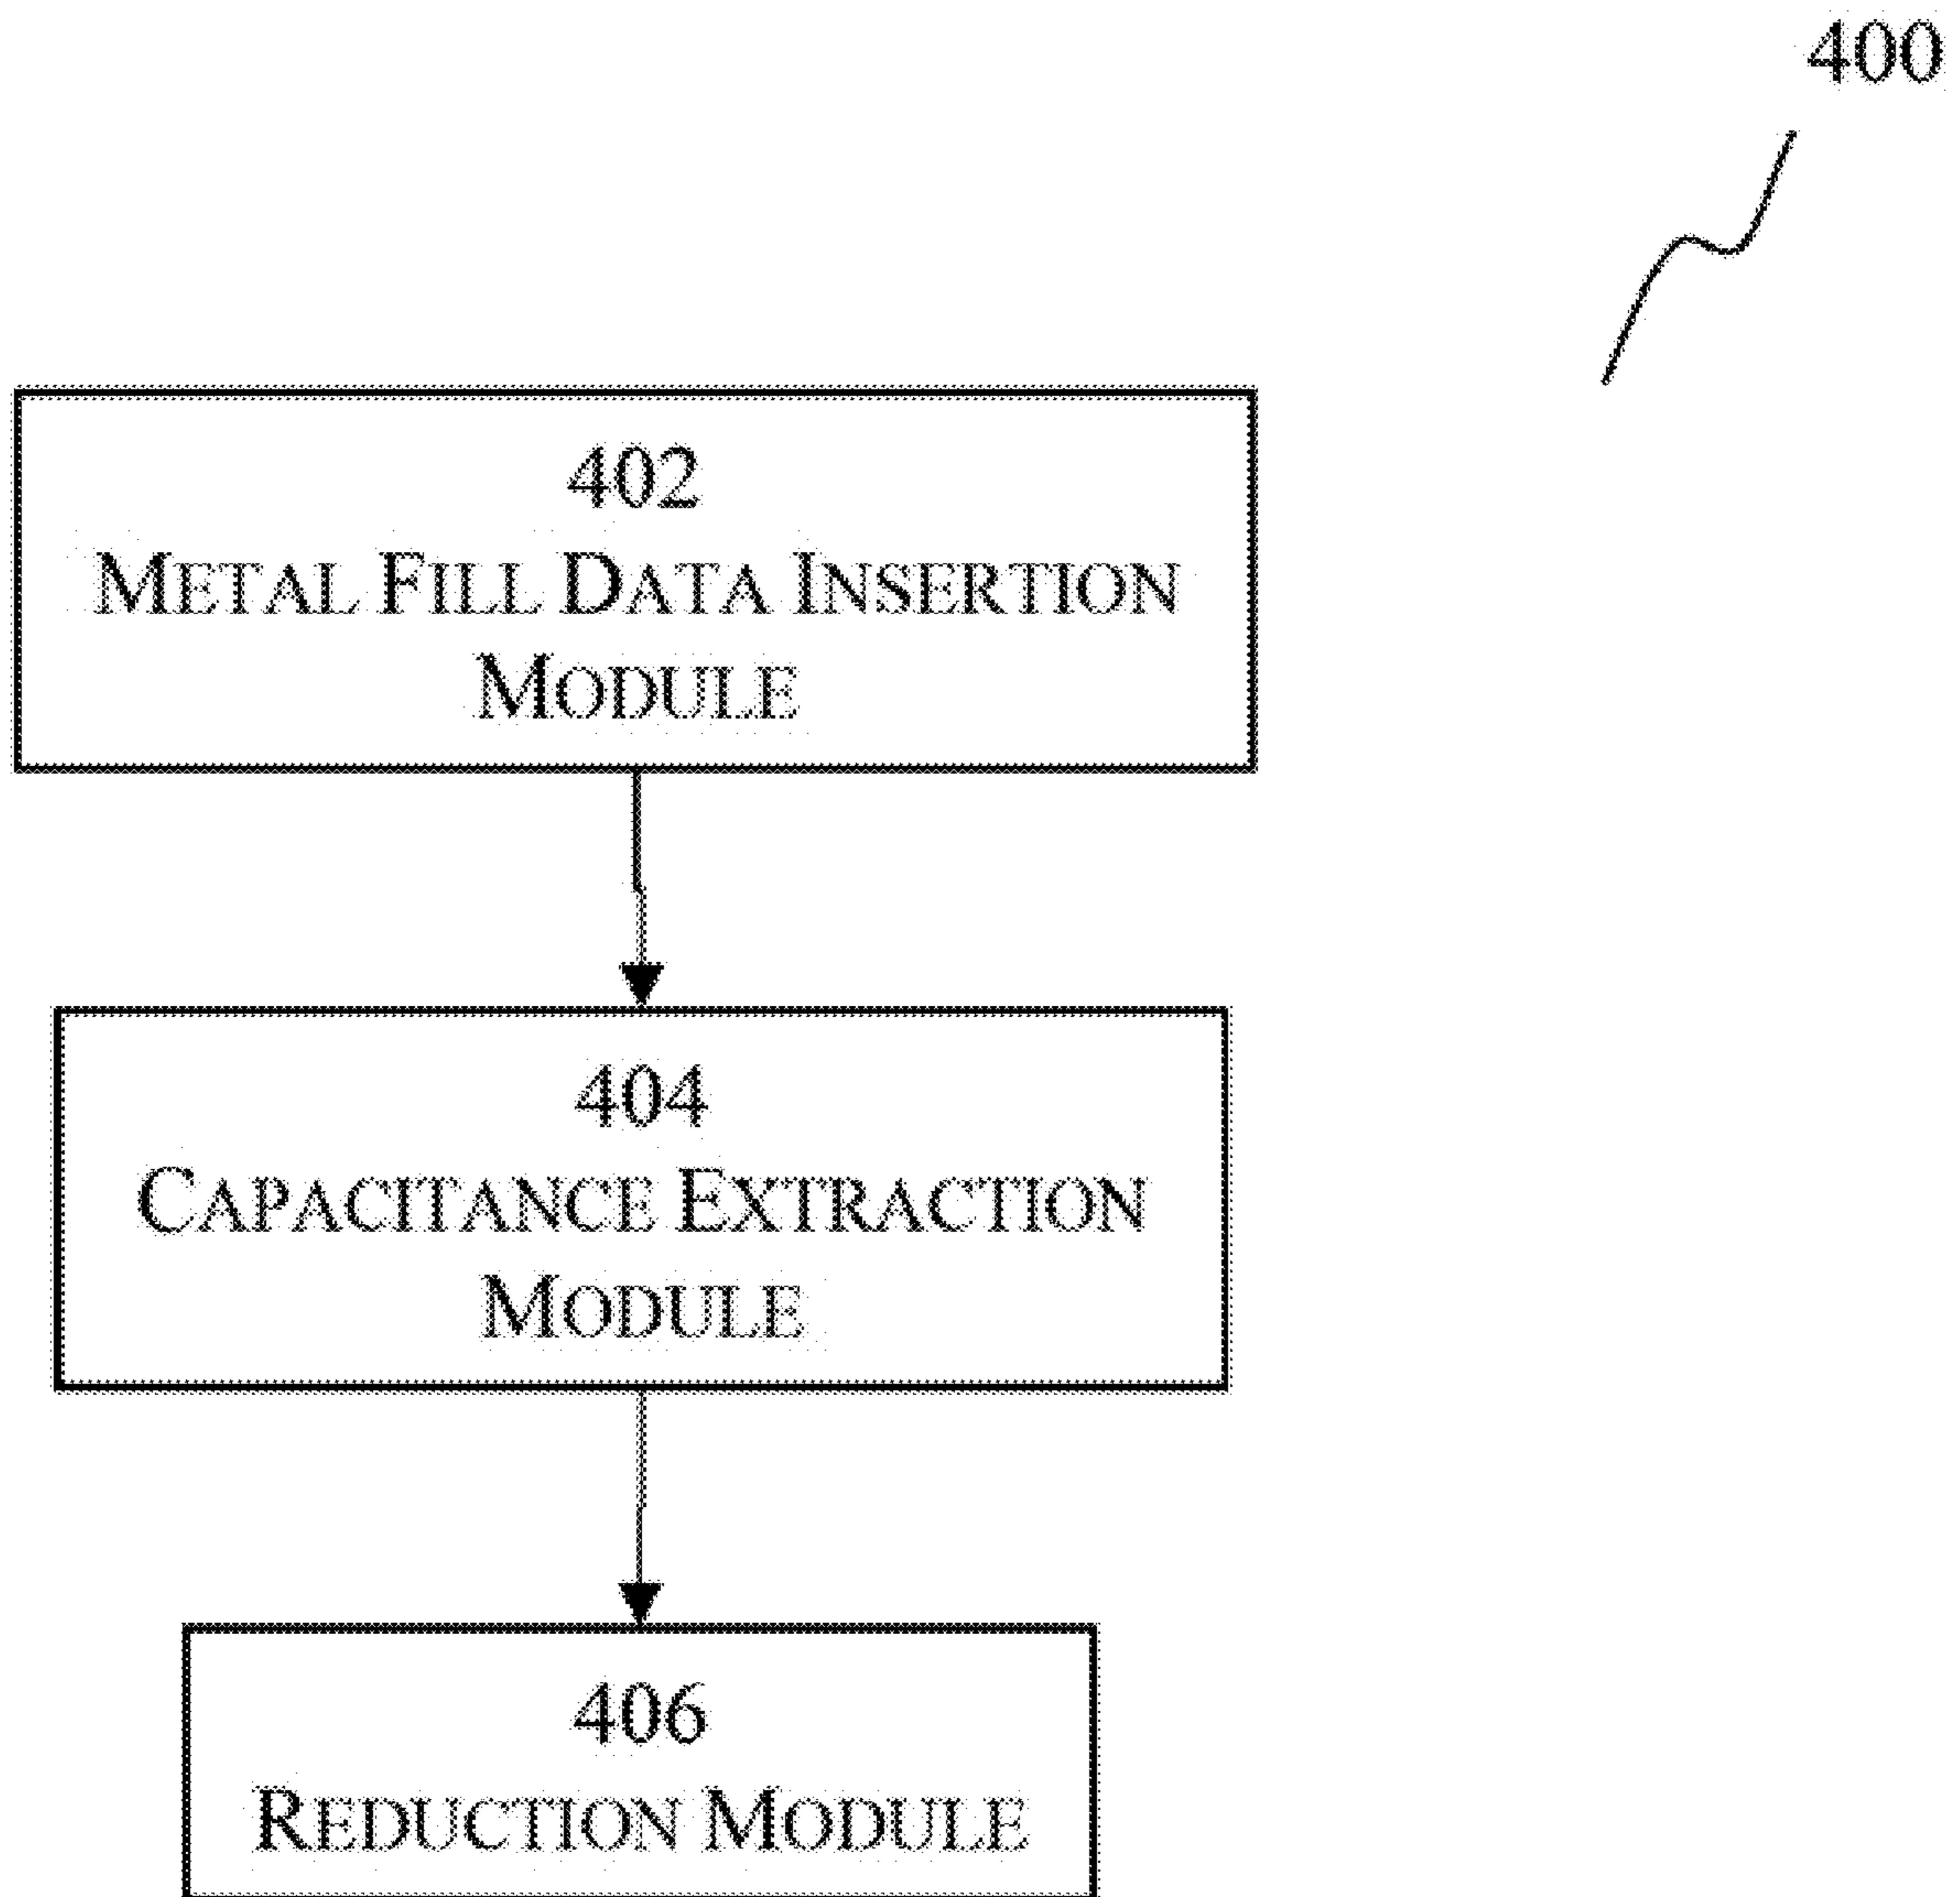 400
402
METAL FILL DATA INSERTION
MODULE
404
CAPACITANCE EXTRACTION
MODULE
406
REDUCTION MODULE